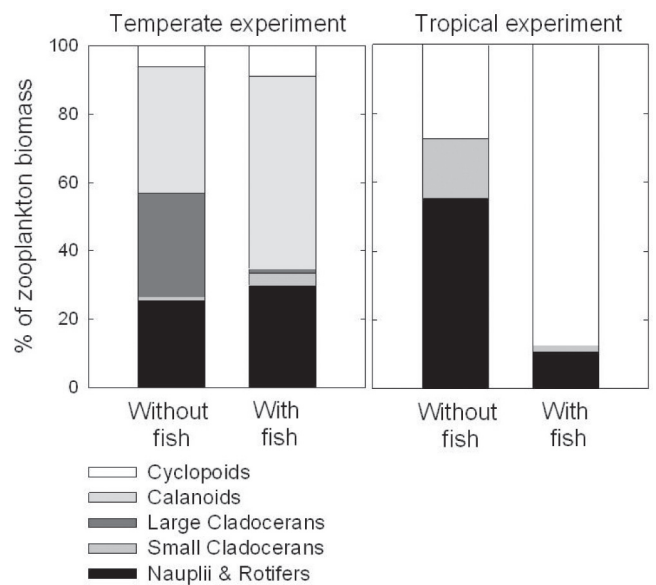 Temperate experiment
Tropical experiment
% of zooplankton biomass
100
80
60
40
20
0
Without
fish
With
fish
Without
fish
With
fish
Cyclopoids
Calanoids
Large Cladocerans
Small Cladocerans
Nauplii & Rotifers